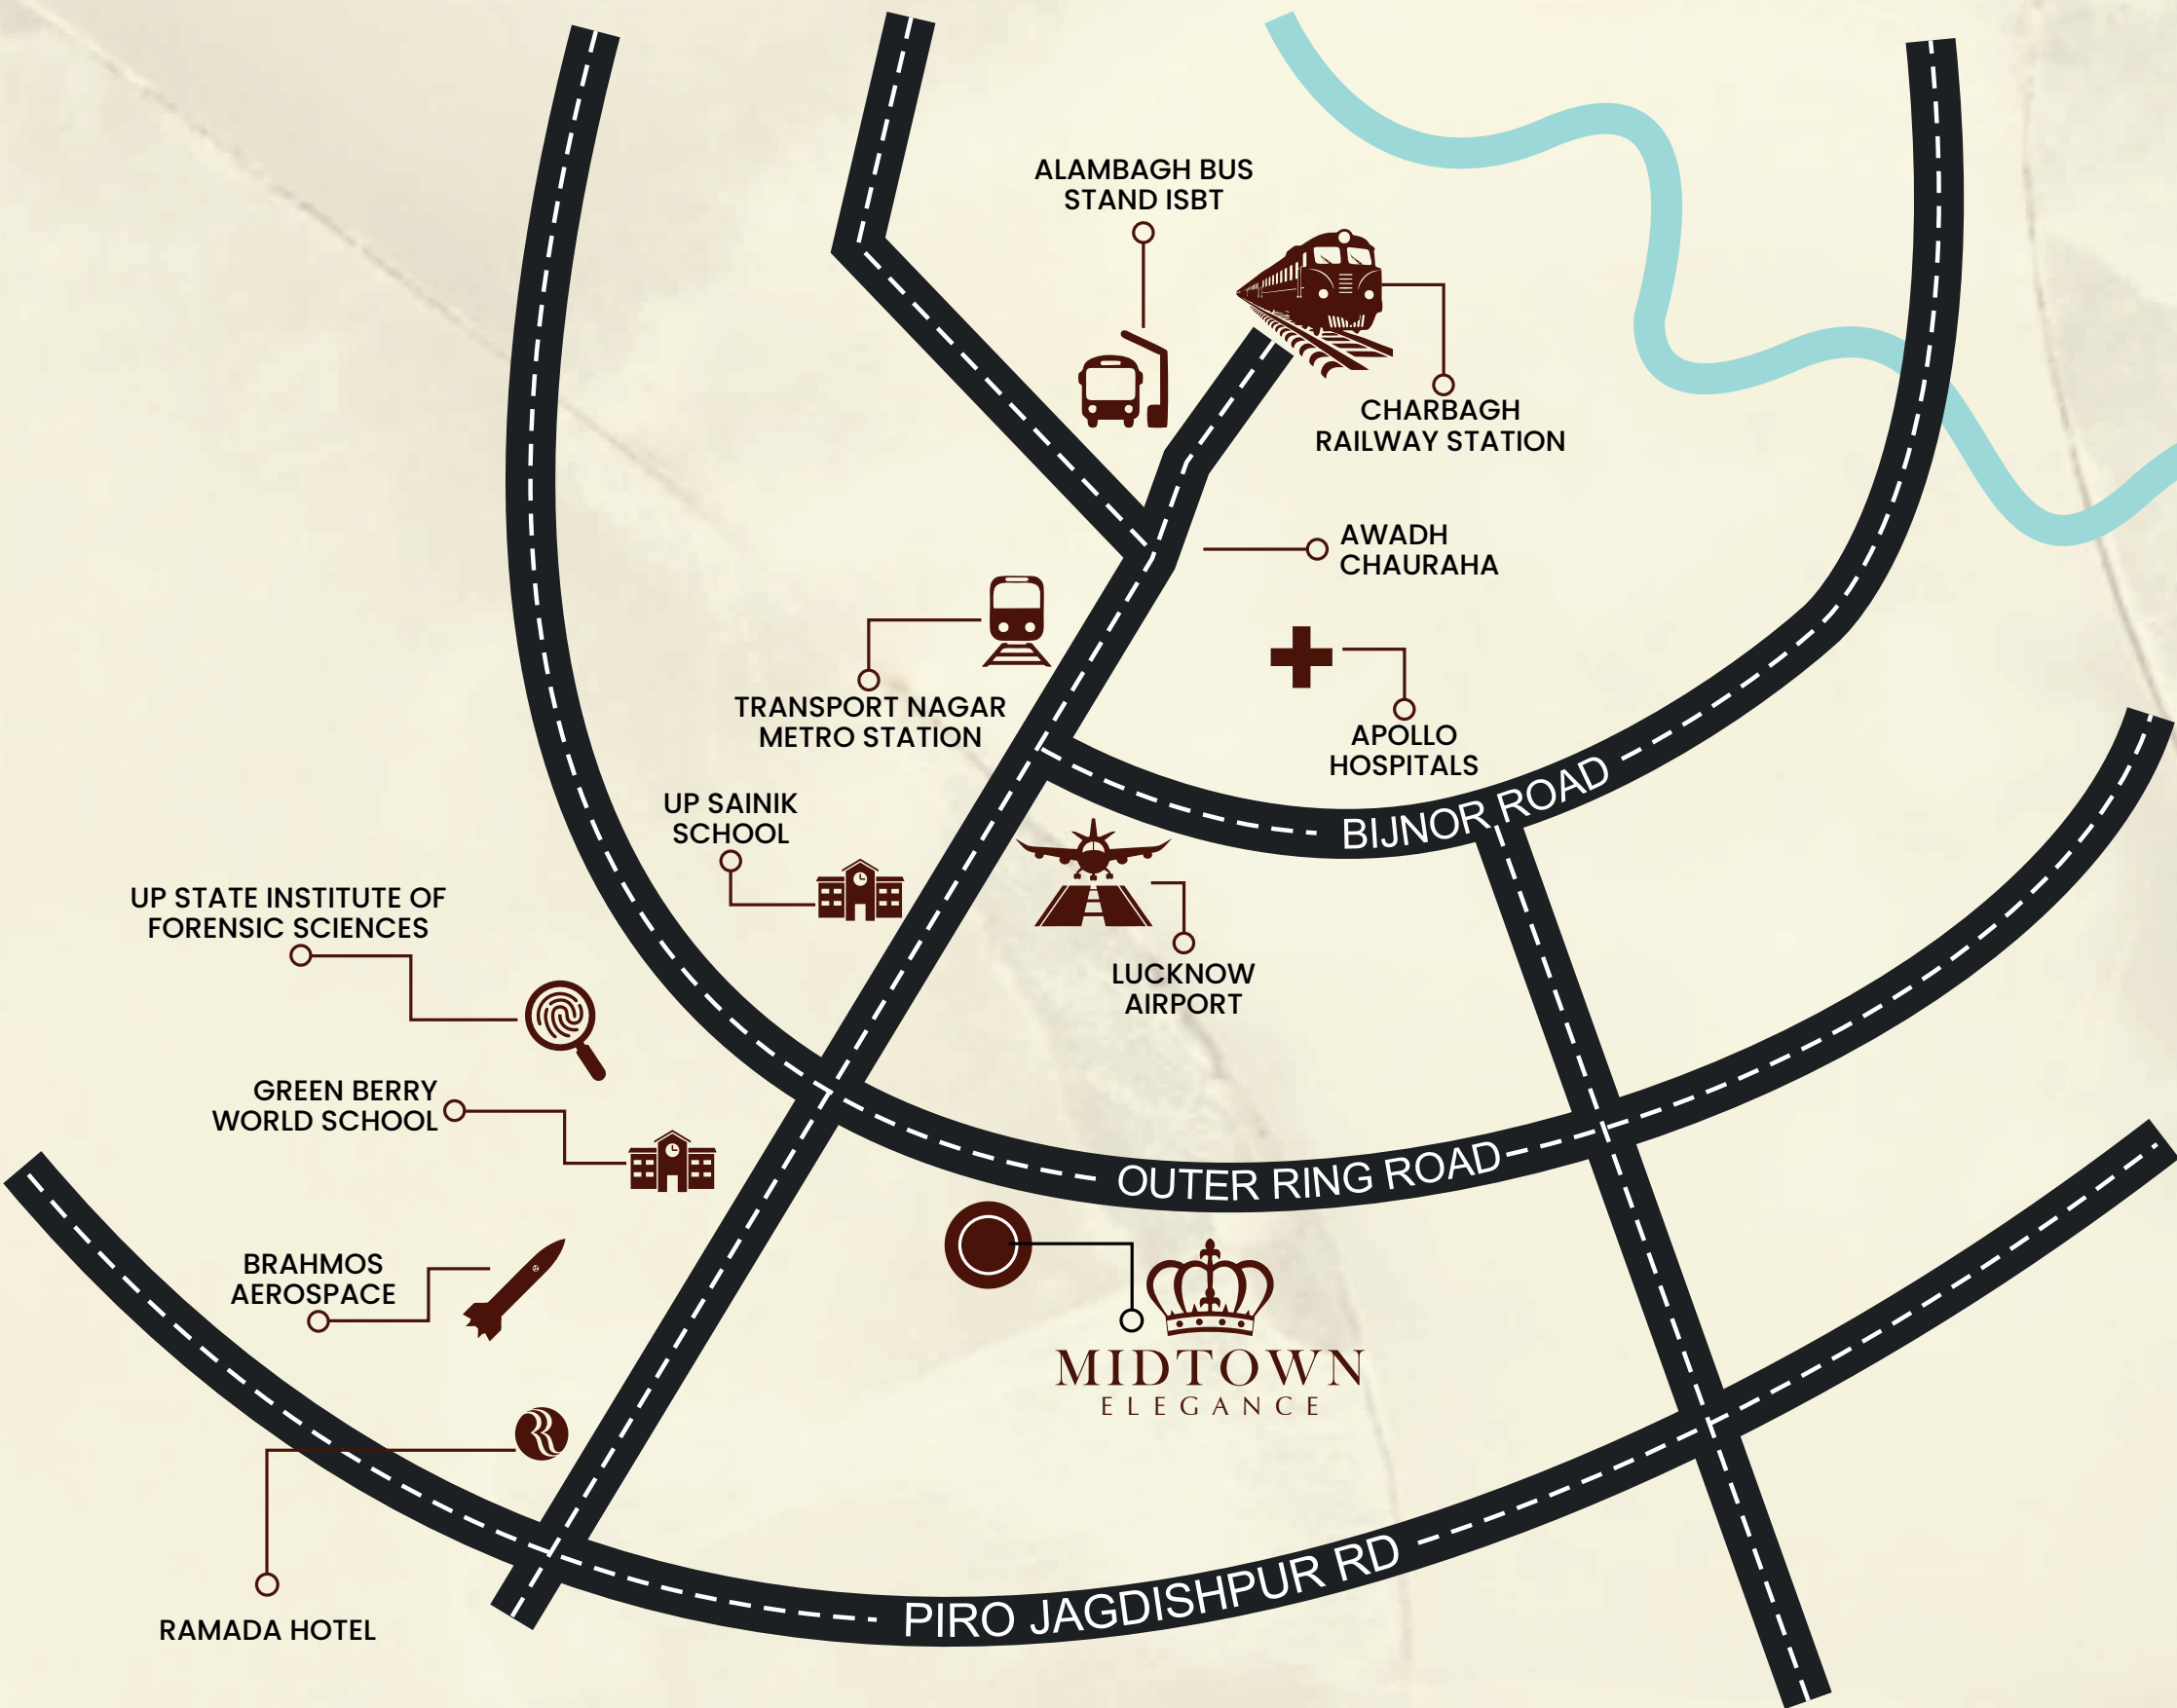 ALAMBAGH BUS
STAND ISBT
CHARBAGH
RAILWAY STATION
AWADH
CHAURAHA
TRANSPORT NAGAR
METRO STATION
APOLLO
HOSPITALS
BIJNOR ROAD
UP SAINIK
SCHOOL
UP STATE INSTITUTE OF
FORENSIC SCIENCES
LUCKNOW
AIRPORT
GREEN BERRY
WORLD SCHOOL
OUTER RING ROAD
BRAHMOS
AEROSPACE
MIDTOWN
ELEGANCE
PIRO JAGDISHPUR RD
RAMADA HOTEL